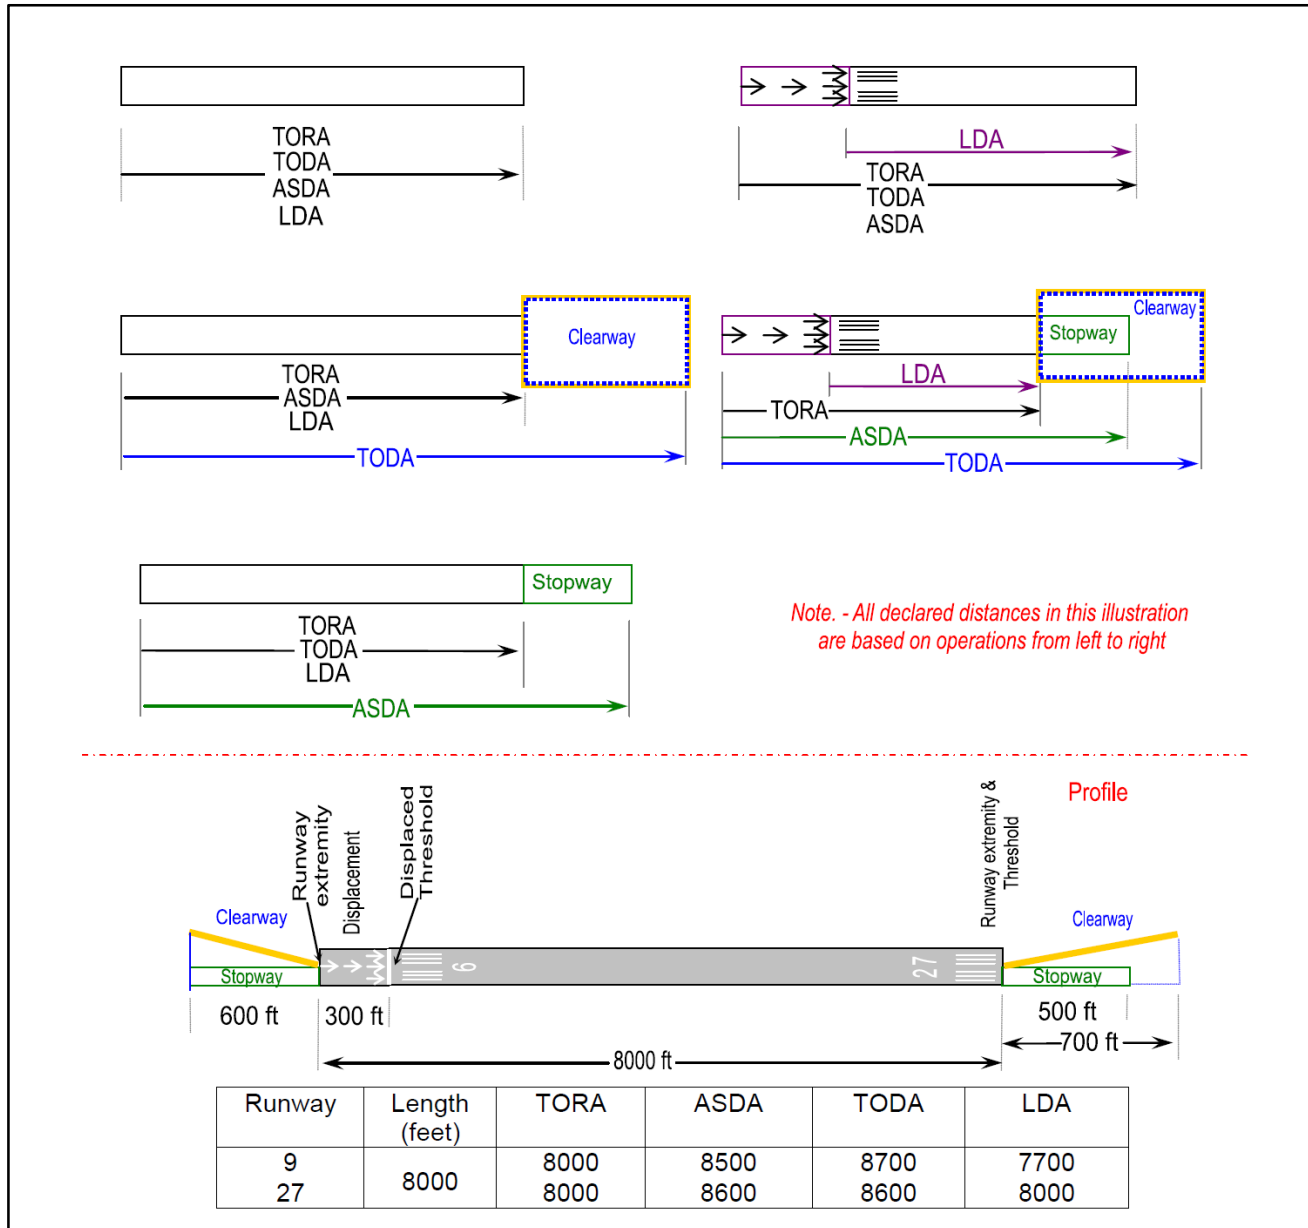 TORA
TODA
ASDA
LDA
LDA
TORA
TODA
ASDA
Clearway
TORA
ASDA
LDA
TODA
Clearway
Stopway
LDA
TORA
ASDA
TODA
Stopway
TORA
TODA
LDA
ASDA
Note. - All declared distances in this illustration
are based on operations from left to right
Profile
Runway
extremity
Displacement
Displaced
Threshold
Runway extremity &
Threshold
Clearway
Clearway
Stopway
9
27
Stopway
600 ft
300 ft
500 ft
700 ft
8000 ft
Runway Length (feet) TORA ASDA TODA LDA
9 8000 8000 8500 8700 7700
27 8000 8600 8600 8000